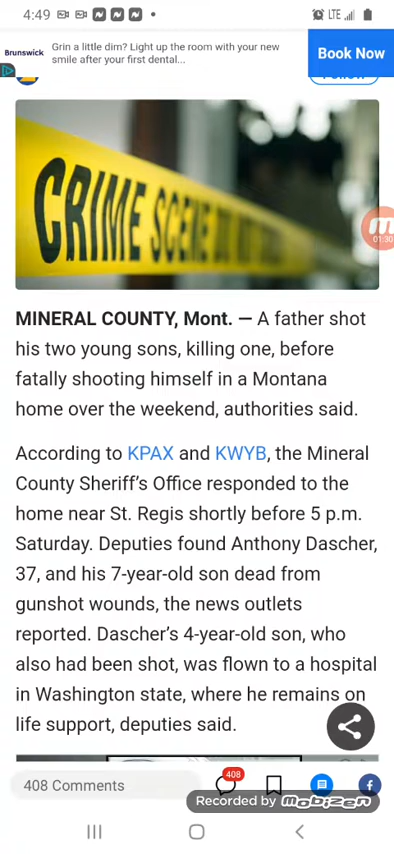 4:49
LTE
Brunswick
Grin a little dim? Light up the room with your new
smile after your first dental...
Book Now
Follow
CRIME SCENE DO NOT
01:30
MINERAL COUNTY, Mont. — A father shot
his two young sons, killing one, before
fatally shooting himself in a Montana
home over the weekend, authorities said.
According to KPAX and KWYB, the Mineral
County Sheriff's Office responded to the
home near St. Regis shortly before 5 p.m.
Saturday. Deputies found Anthony Dascher,
37, and his 7-year-old son dead from
gunshot wounds, the news outlets
reported. Dascher's 4-year-old son, who
also had been shot, was flown to a hospital
in Washington state, where he remains on
life support, deputies said.
408 Comments
408
Recorded by mobizen